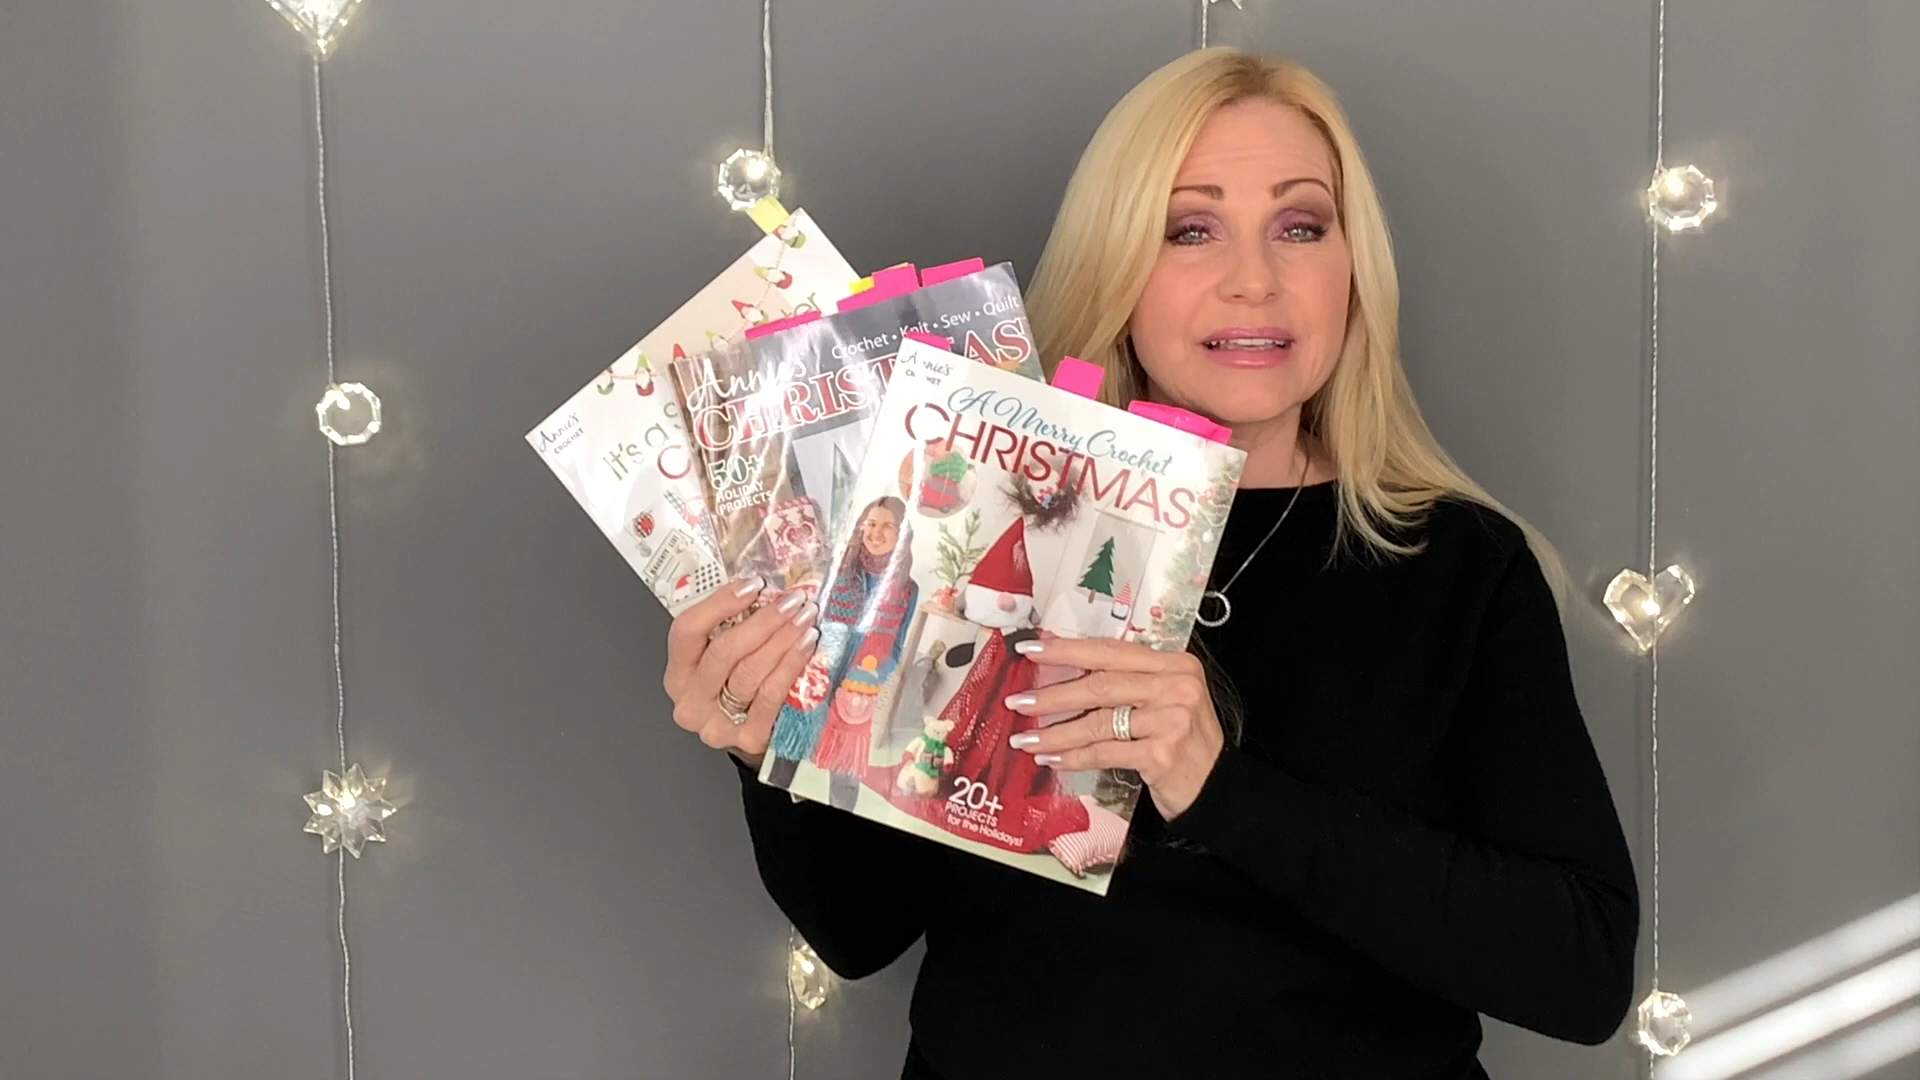 Annie's
CROCHET
It's a S
C
Crochet • Knit • Sew • Quilt
Annie's
CHRISTMAS
50+
HOLIDAY
PROJECTS
Annie's
CROCHET
A Merry Crochet
CHRISTMAS
20+
PROJECTS
for the Holidays!